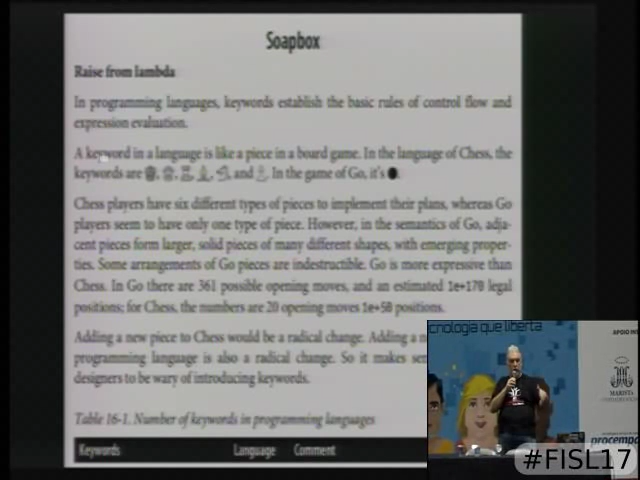 Soapbox
Raise from lambda
In programming languages, keywords establish the basic rules of control flow and
expression evaluation.
A keyword in a language is like a piece in a board game. In the language of Chess, the
keywords are ♚, ♛, ♜, ♝, ♞, and ♙. In the game of Go, it's ●.
Chess players have six different types of pieces to implement their plans, whereas Go
players seem to have only one type of piece. However, in the semantics of Go, adja-
cent pieces form larger, solid pieces of many different shapes, with emerging proper-
ties. Some arrangements of Go pieces are indestructible. Go is more expressive than
Chess. In Go there are 361 possible opening moves, and an estimated 1e+170 legal
positions; for Chess, the numbers are 20 opening moves 1e+50 positions.
Adding a new piece to Chess would be a radical change. Adding a
programming language is also a radical change. So it makes
designers to be wary of introducing keywords.
Table 16-1. Number of keywords in programming languages
Keywords Language Comment
cnologia que liberta
APOIO
MARISTA
procempa
#FISL17